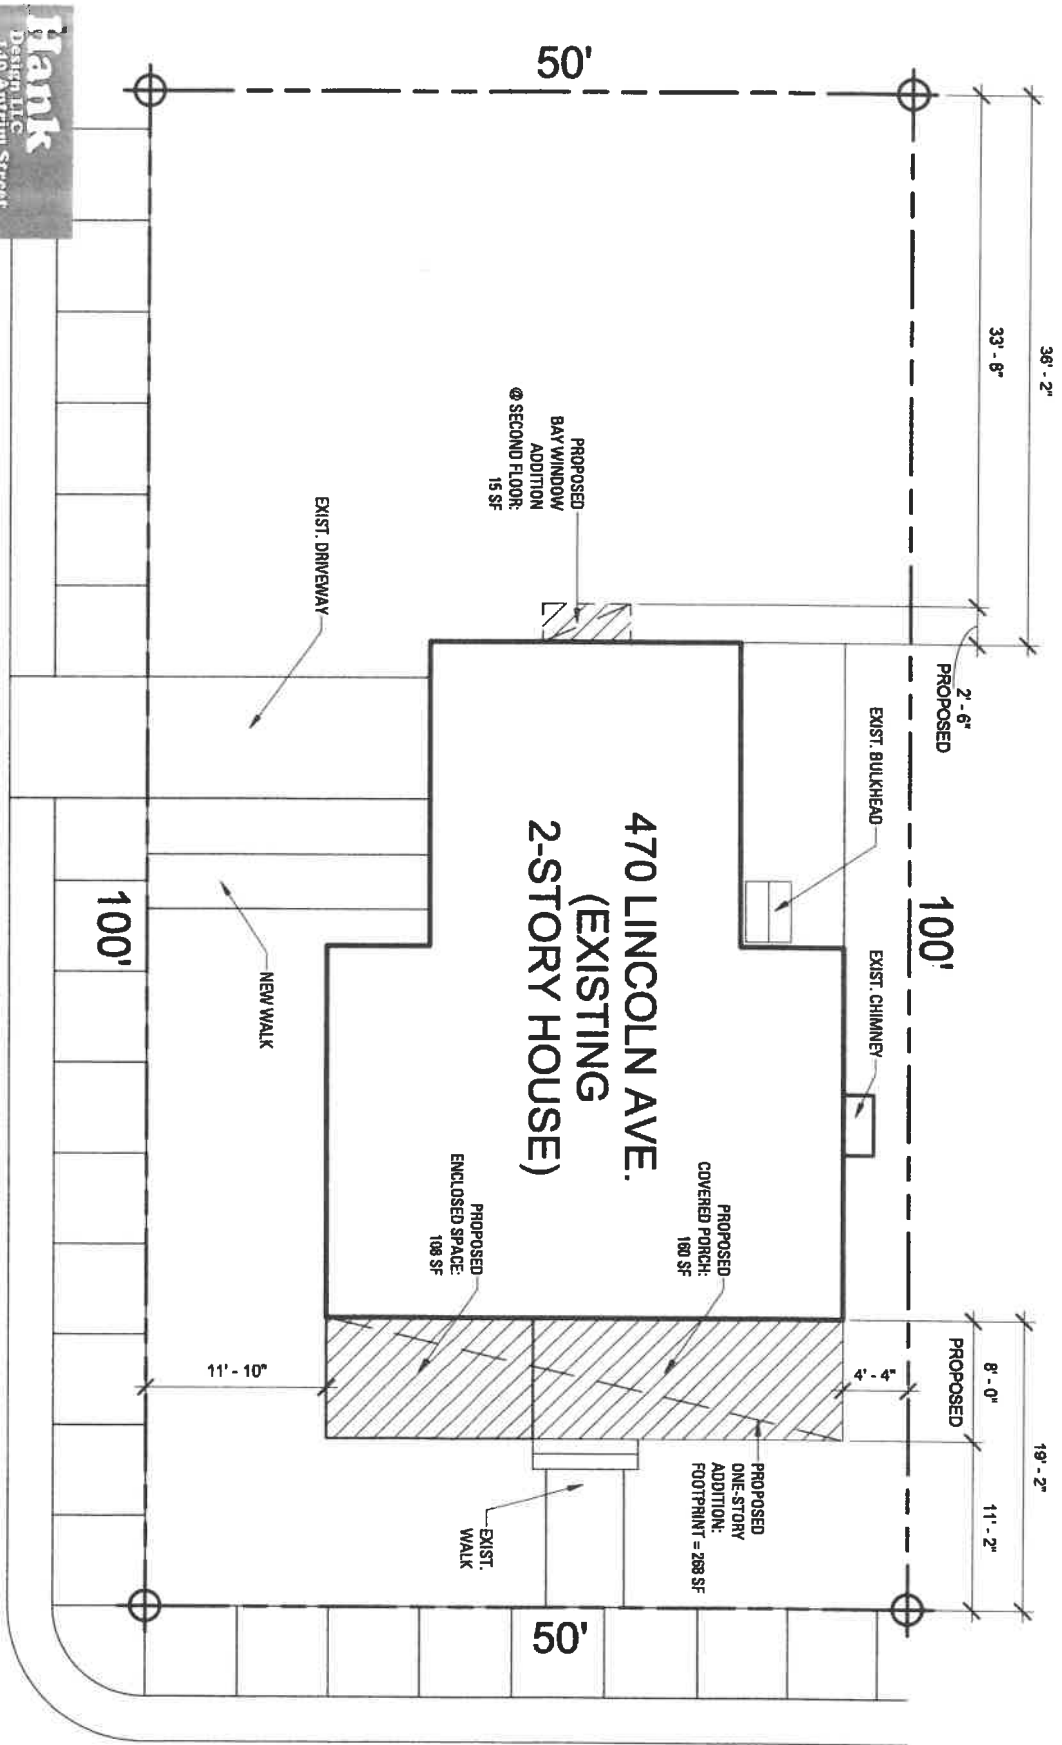 36' - 2"
33' - 8"
2' - 6"
PROPOSED
19' - 2"
8' - 0"
PROPOSED
11' - 2"
4' - 4"
11' - 10"
50'
100'
100'
50'
EXIST. BULKHEAD
EXIST. CHIMNEY
PROPOSED
BAY WINDOW
ADDITION
@ SECOND FLOOR:
15 SF
470 LINCOLN AVE.
(EXISTING
2-STORY HOUSE)
PROPOSED
COVERED PORCH:
160 SF
PROPOSED
ENCLOSED SPACE:
108 SF
PROPOSED
ONE-STORY
ADDITION:
FOOTPRINT = 268 SF
EXIST.
WALK
EXIST. DRIVEWAY
NEW WALK
Hank
Design LLC
Antrim Street